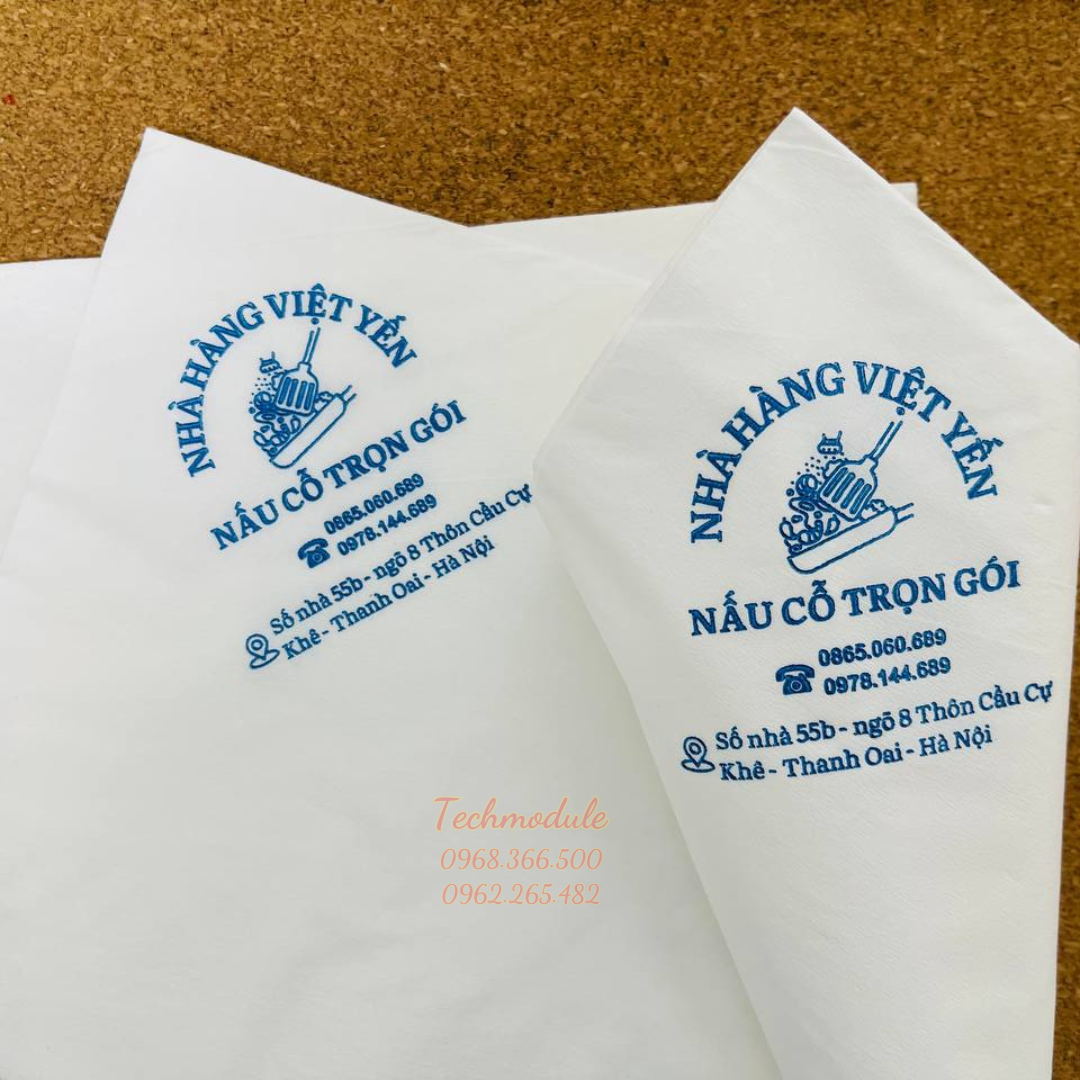 NHÀ HÀNG VIỆT YẾN
NẤU CỖ TRỌN GÓI
0865.060.689
0978.144.689
Số nhà 55b - ngõ 8 Thôn Cầu Cự
Khê - Thanh Oai - Hà Nội
NHÀ HÀNG VIỆT YẾN
NẤU CỖ TRỌN GÓI
0865.060.689
0978.144.689
Số nhà 55b - ngõ 8 Thôn Cầu Cự
Khê - Thanh Oai - Hà Nội
Techmodule
0968.366.500
0962.265.482